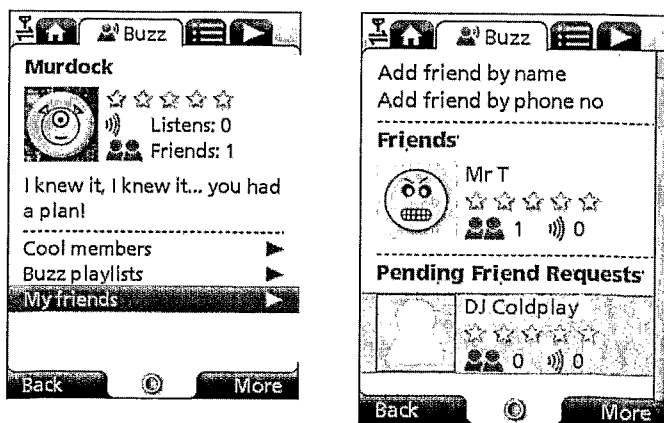 Buzz
Murdock
Listens: 0
Friends: 1
I knew it, I knew it... you had
a plan!
Cool members
Buzz playlists
My friends
Back
More
Buzz
Add friend by name
Add friend by phone no
Friends
Mr T
1
0
Pending Friend Requests
DJ Coldplay
0
0
Back
More